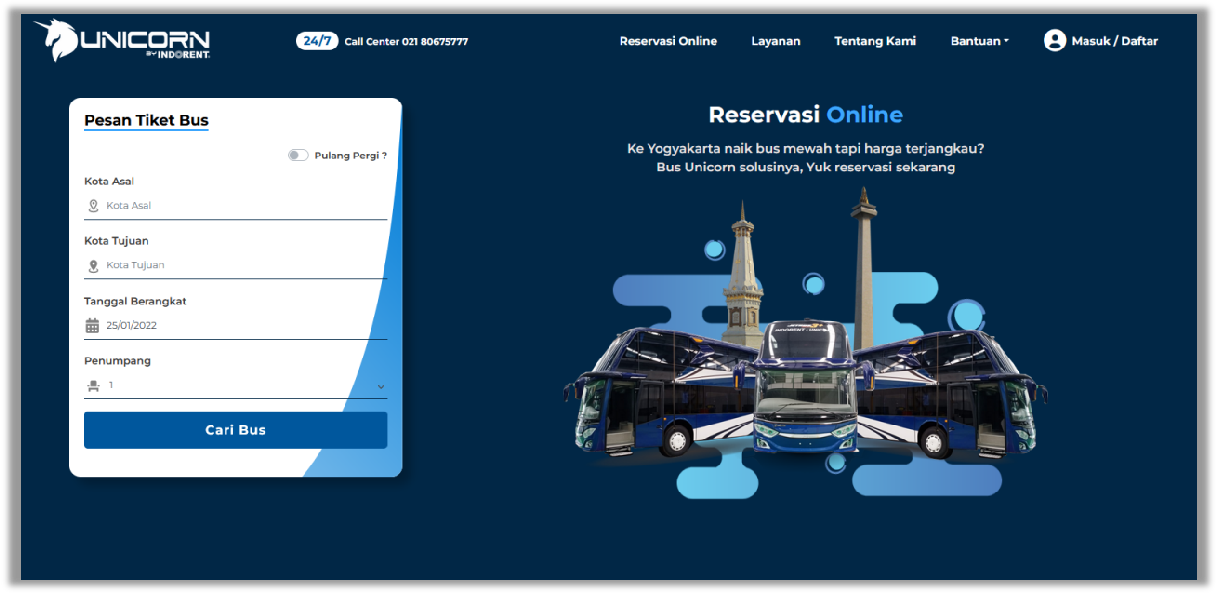 UNICORN
BY INDORENT
24/7 Call Center 021 80675777
Reservasi Online
Layanan
Tentang Kami
Bantuan
Masuk / Daftar
Pesan Tiket Bus
Pulang Pergi ?
Kota Asal
Kota Asal
Kota Tujuan
Kota Tujuan
Tanggal Berangkat
25/01/2022
Penumpang
1
Cari Bus
Reservasi Online
Ke Yogyakarta naik bus mewah tapi harga terjangkau?
Bus Unicorn solusinya, Yuk reservasi sekarang